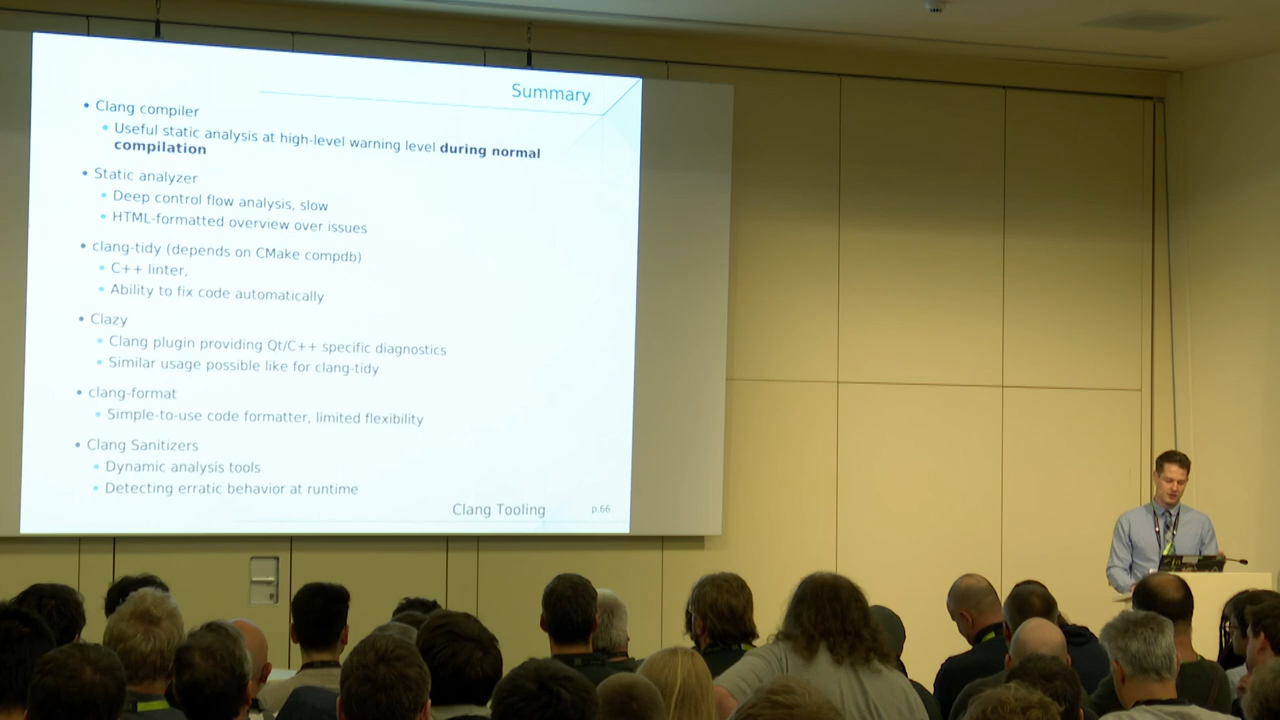 Summary
• Clang compiler
• Useful static analysis at high-level warning level during normal
compilation
• Static analyzer
• Deep control flow analysis, slow
• HTML-formatted overview over issues
• clang-tidy (depends on CMake compdb)
• C++ linter,
• Ability to fix code automatically
• Clazy
• Clang plugin providing Qt/C++ specific diagnostics
• Similar usage possible like for clang-tidy
• clang-format
• Simple-to-use code formatter, limited flexibility
• Clang Sanitizers
• Dynamic analysis tools
• Detecting erratic behavior at runtime
Clang Tooling p.66